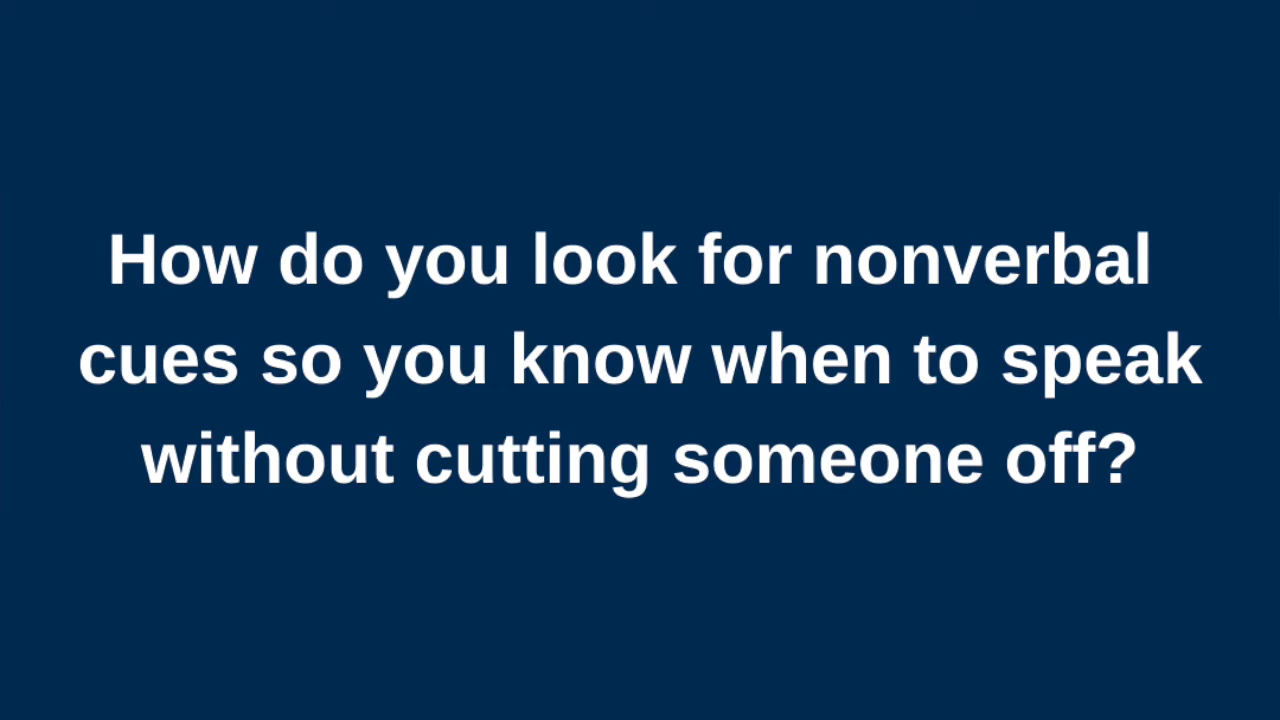 How do you look for nonverbal
cues so you know when to speak
without cutting someone off?